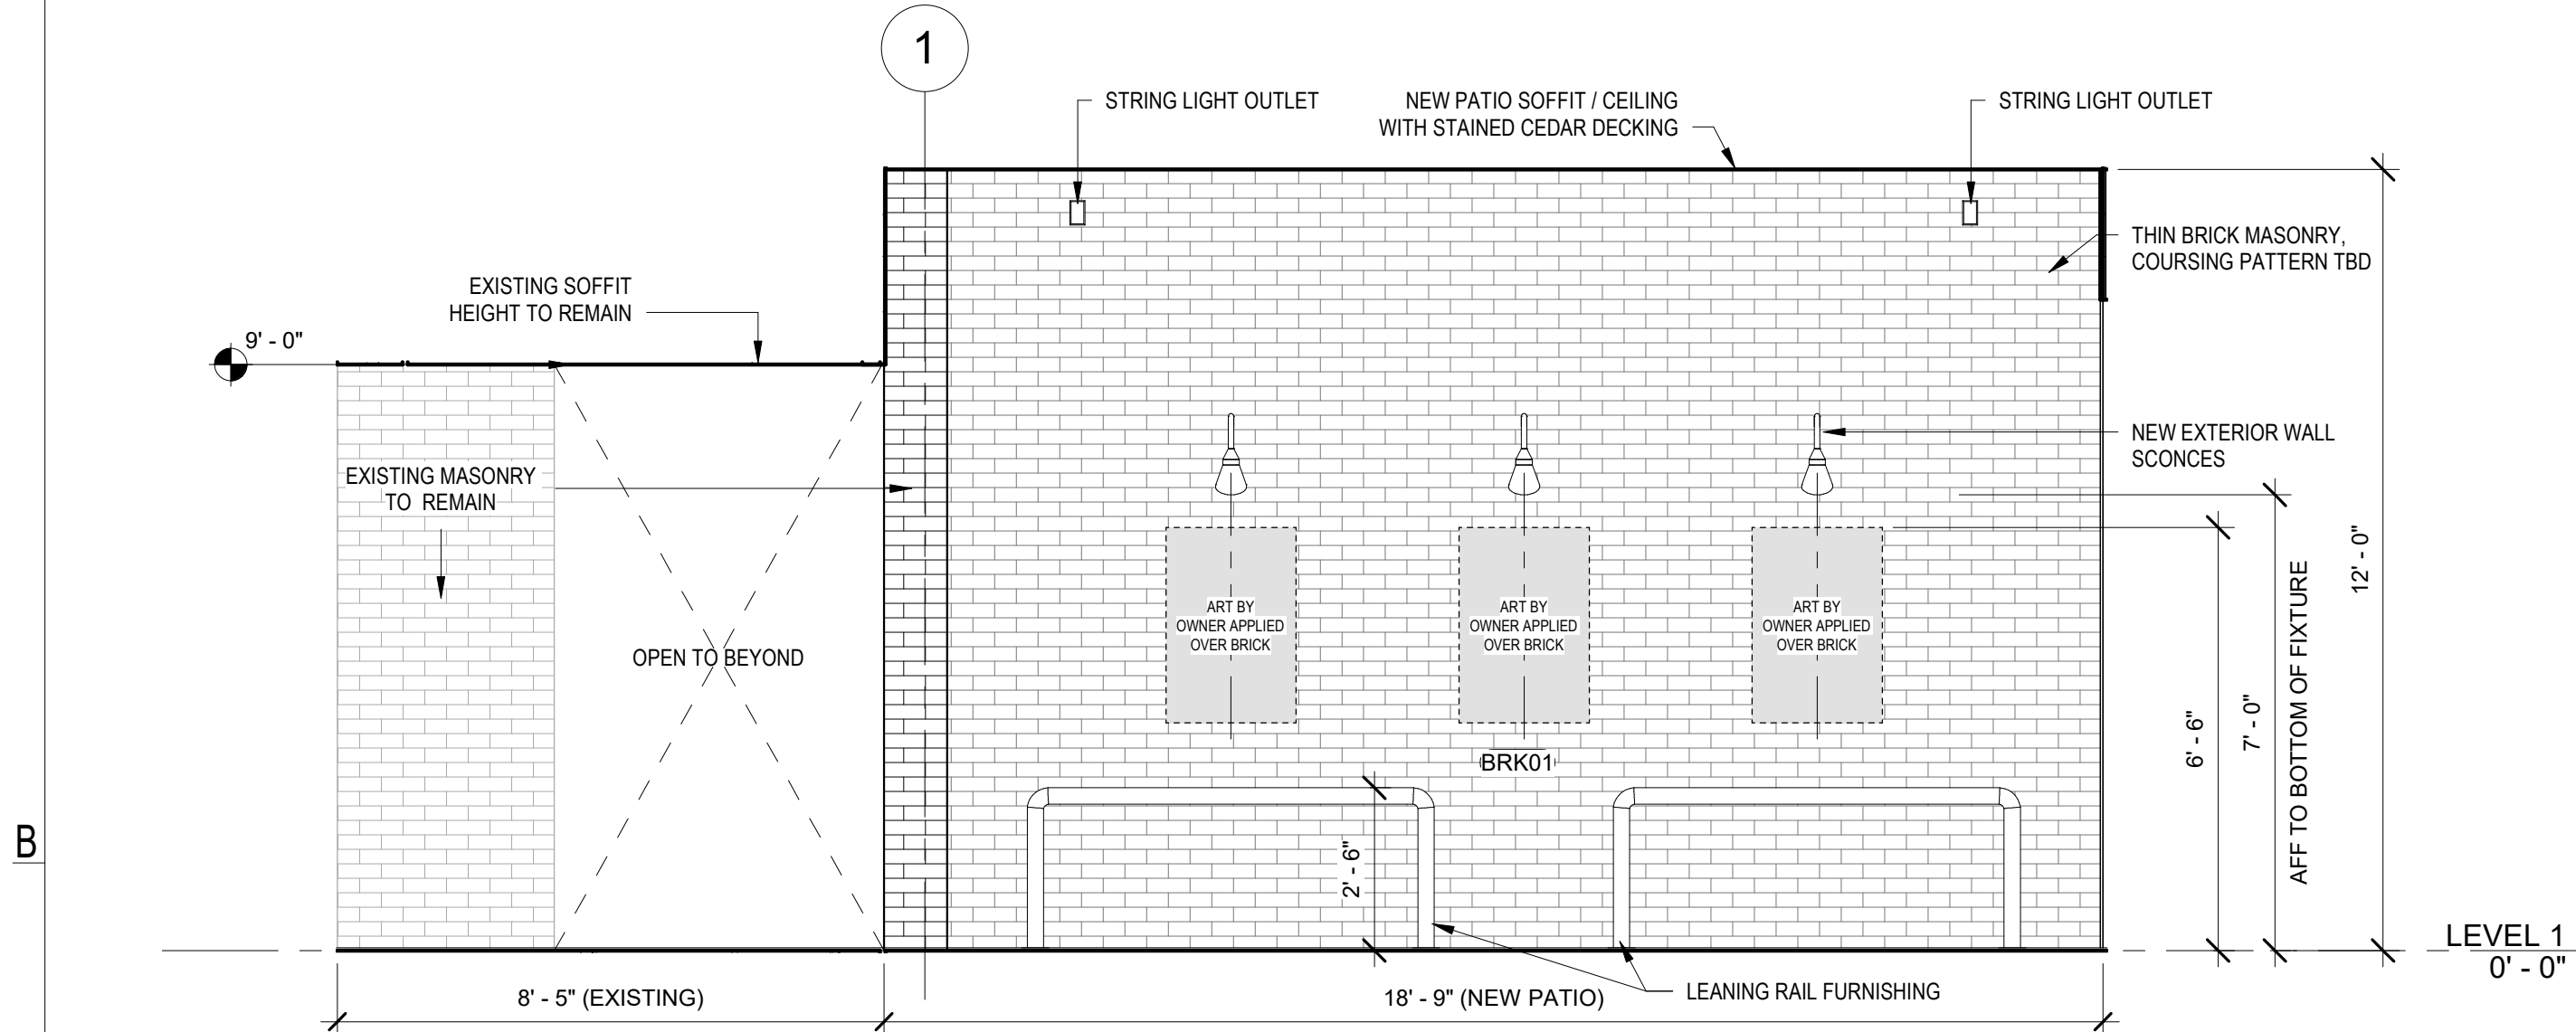 1
STRING LIGHT OUTLET
NEW PATIO SOFFIT / CEILING
WITH STAINED CEDAR DECKING
STRING LIGHT OUTLET
THIN BRICK MASONRY,
COURSING PATTERN TBD
EXISTING SOFFIT
HEIGHT TO REMAIN
9' - 0"
NEW EXTERIOR WALL
SCONCES
EXISTING MASONRY
TO REMAIN
OPEN TO BEYOND
ART BY
OWNER APPLIED
OVER BRICK
ART BY
OWNER APPLIED
OVER BRICK
ART BY
OWNER APPLIED
OVER BRICK
BRK01
2' - 6"
6' - 6"
7' - 0"
AFF TO BOTTOM OF FIXTURE
12' - 0"
B
LEVEL 1
0' - 0"
8' - 5" (EXISTING)
18' - 9" (NEW PATIO)
LEANING RAIL FURNISHING